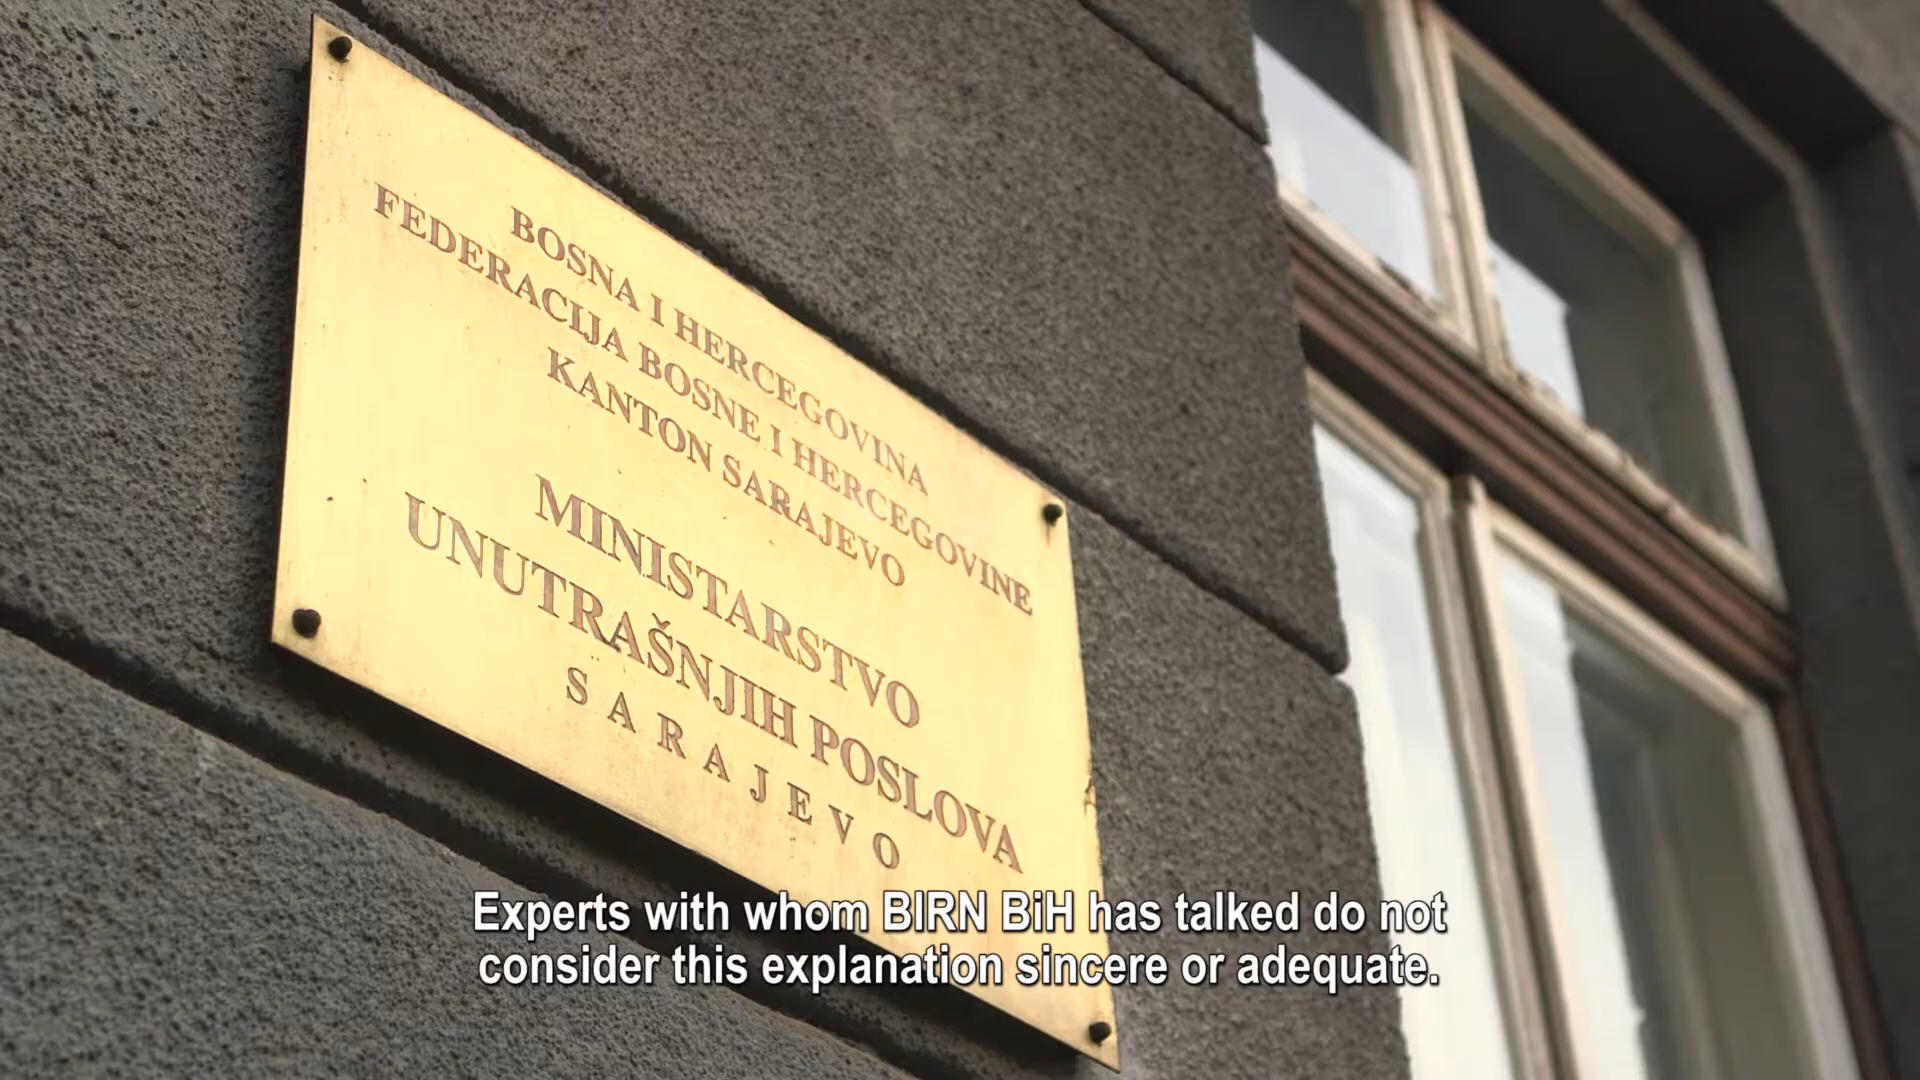 BOSNA I HERCEGOVINA
FEDERACIJA BOSNE I HERCEGOVINE
KANTON SARAJEVO
MINISTARSTVO
UNUTRAŠNJIH POSLOVA
SARAJEVO
Experts with whom BIRN BiH has talked do not
consider this explanation sincere or adequate.